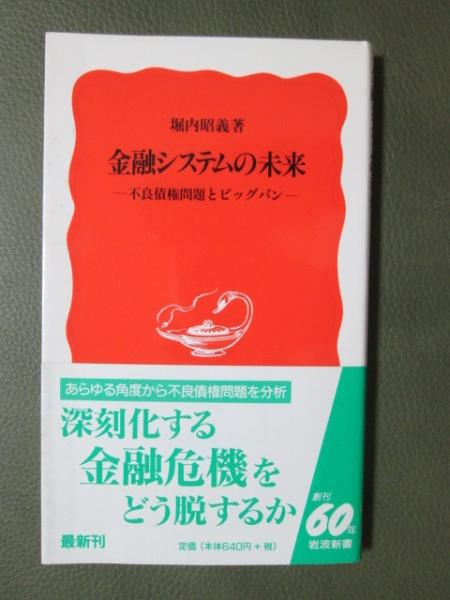 堀内昭義著
金融システムの未来
―不良債権問題とビッグバン―
あらゆる角度から不良債権問題を分析
深刻化する
金融危機を
どう脱するか
創刊
60年
岩波新書
最新刊
定価(本体640円+税)